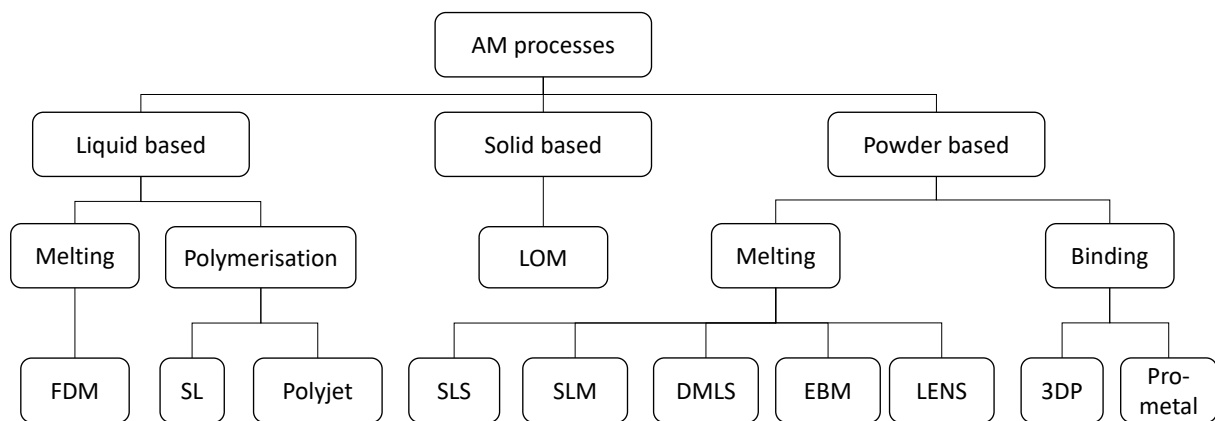 AM processes
Liquid based
Solid based
Powder based
Melting
Polymerisation
LOM
Melting
Binding
FDM
SL
Polyjet
SLS
SLM
DMLS
EBM
LENS
3DP
Pro-
metal